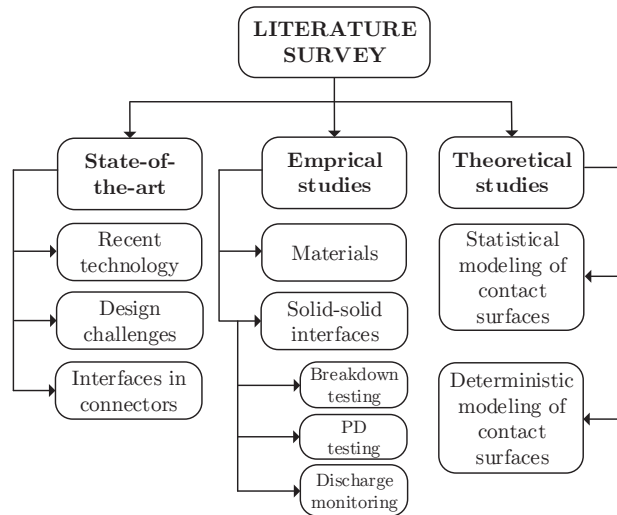 LITERATURE
SURVEY
State-of-
the-art
Recent
technology
Design
challenges
Interfaces in
connectors
Emprical
studies
Materials
Solid-solid
interfaces
Breakdown
testing
PD
testing
Discharge
monitoring
Theoretical
studies
Statistical
modeling of
contact
surfaces
Deterministic
modeling of
contact
surfaces